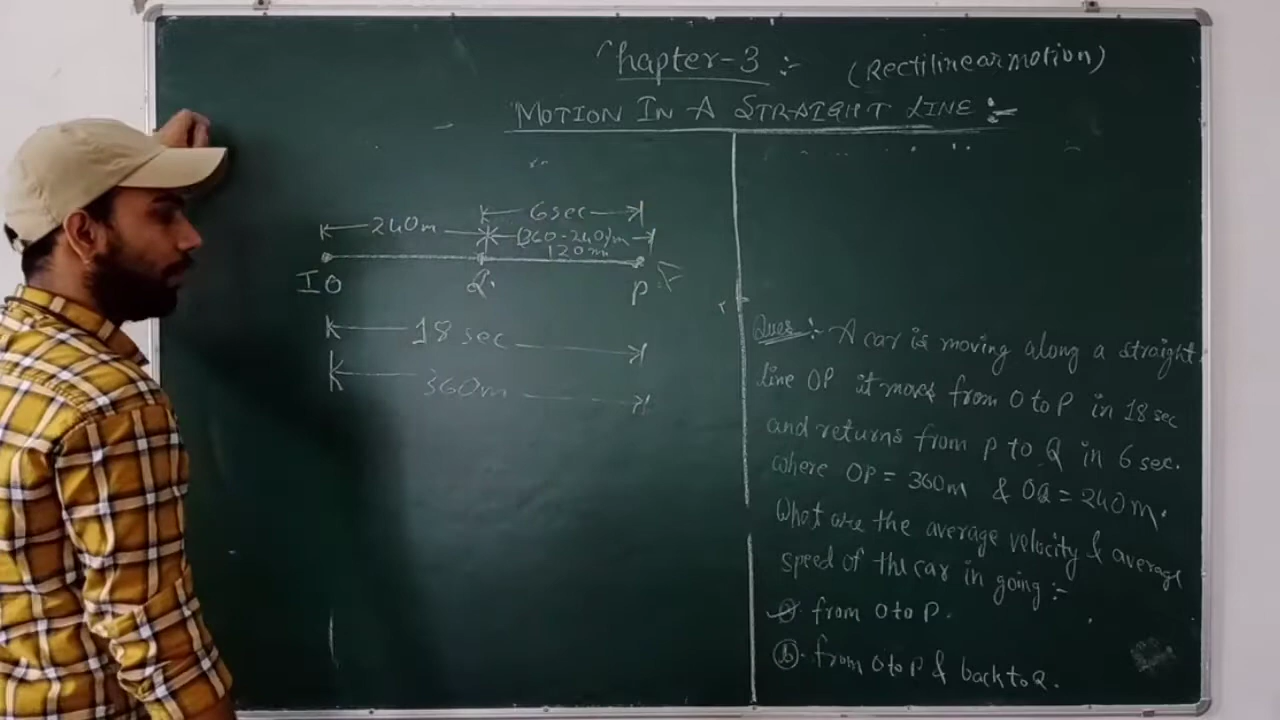 Chapter-3 :-
(Rectilinear motion)
MOTION IN A STRAIGHT LINE :-
6 sec
240m
(360-240)m
120m
O
Q.
P
18 sec
360m
Ques :- A car is moving along a straight
line OP it moves from O to P in 18 sec
and returns from P to Q in 6 sec.
where OP = 360m & OQ = 240m.
What are the average velocity & average
speed of the car in going :-
from O to P.
(b). from O to P & back to Q.